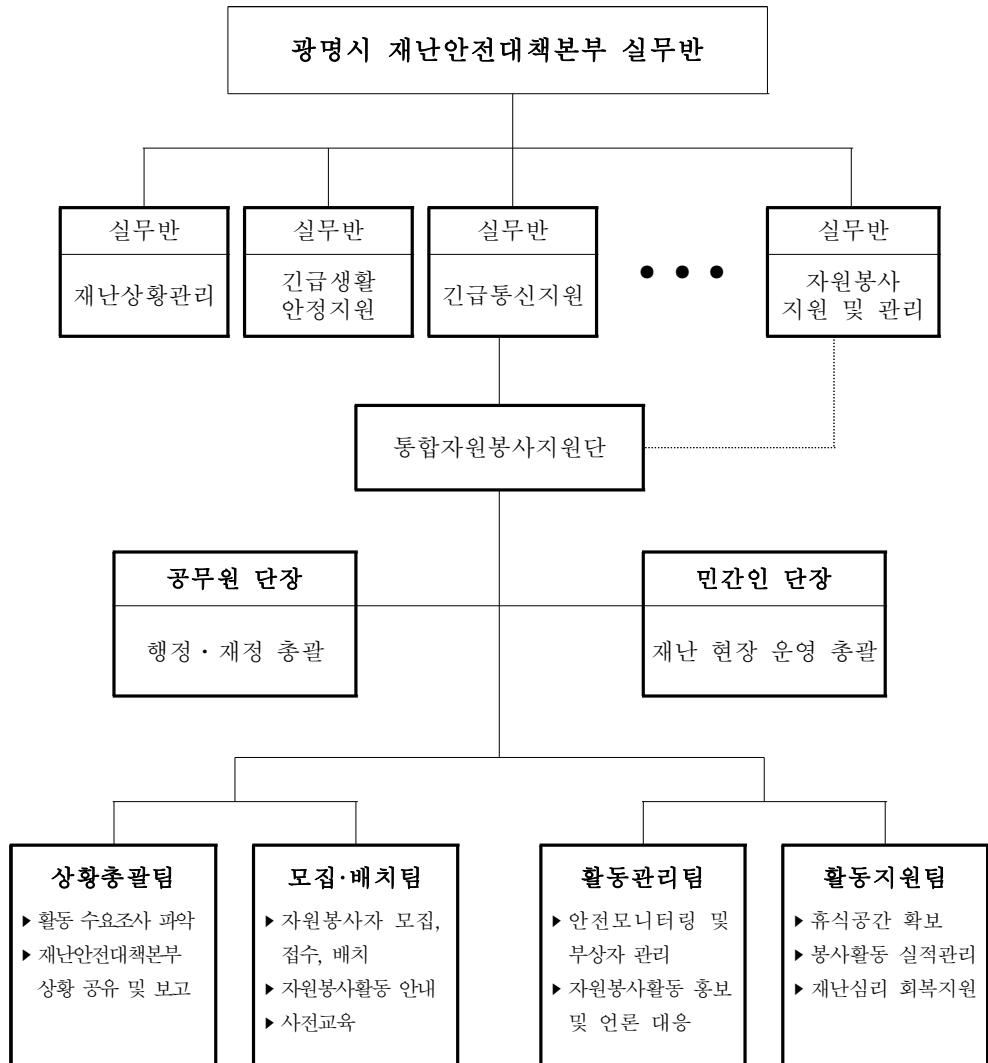 광명시 재난안전대책본부 실무반
실무반
재난상황관리
실무반
긴급생활
안정지원
실무반
긴급통신지원
● ● ●
실무반
자원봉사
지원 및 관리
통합자원봉사지원단
공무원 단장
행정·재정 총괄
민간인 단장
재난 현장 운영 총괄
상황총괄팀
▶ 활동 수요조사 파악
▶ 재난안전대책본부
상황 공유 및 보고
모집·배치팀
▶ 자원봉사자 모집,
접수, 배치
▶ 자원봉사활동 안내
▶ 사전교육
활동관리팀
▶ 안전모니터링 및
부상자 관리
▶ 자원봉사활동 홍보
및 언론 대응
활동지원팀
▶ 휴식공간 확보
▶ 봉사활동 실적관리
▶ 재난심리 회복지원